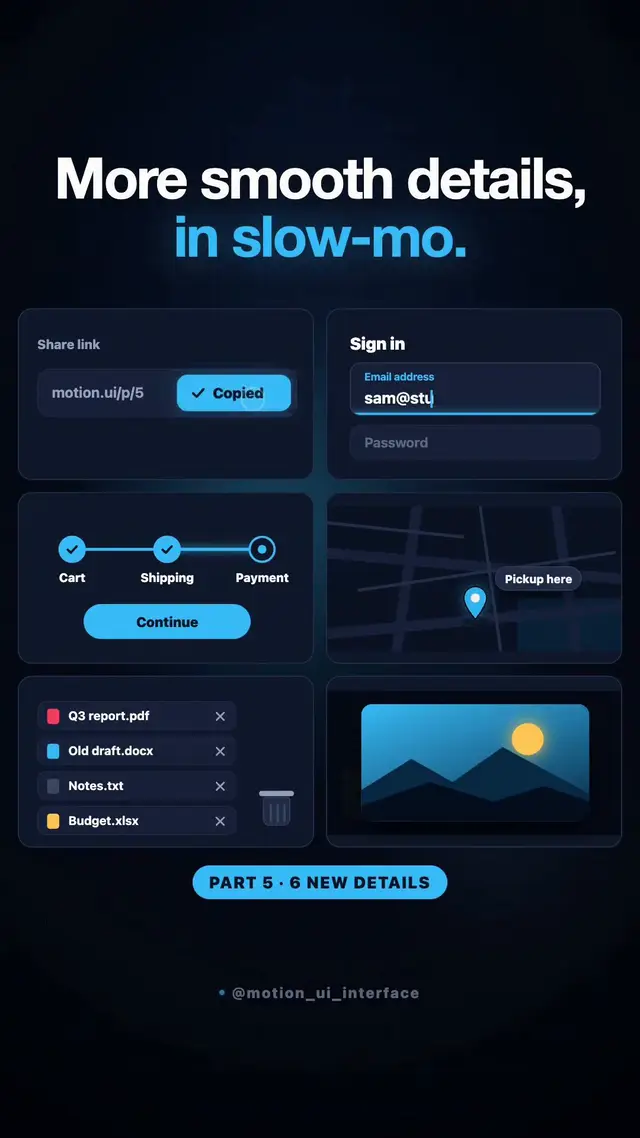 More smooth details,
in slow-mo.
Share link
motion.ui/p/5
Copied
Sign in
Email address
sam@stu
Password
Cart
Shipping
Payment
Continue
Pickup here
Q3 report.pdf
Old draft.docx
Notes.txt
Budget.xlsx
PART 5 · 6 NEW DETAILS
@motion_ui_interface